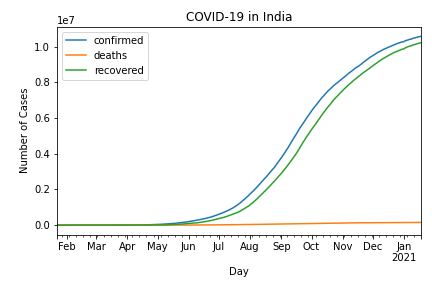 COVID-19 in India
1e7
confirmed
deaths
recovered
1.0
0.8
0.6
0.4
0.2
0.0
Number of Cases
Feb Mar Apr May Jun Jul Aug Sep Oct Nov Dec Jan
2021
Day